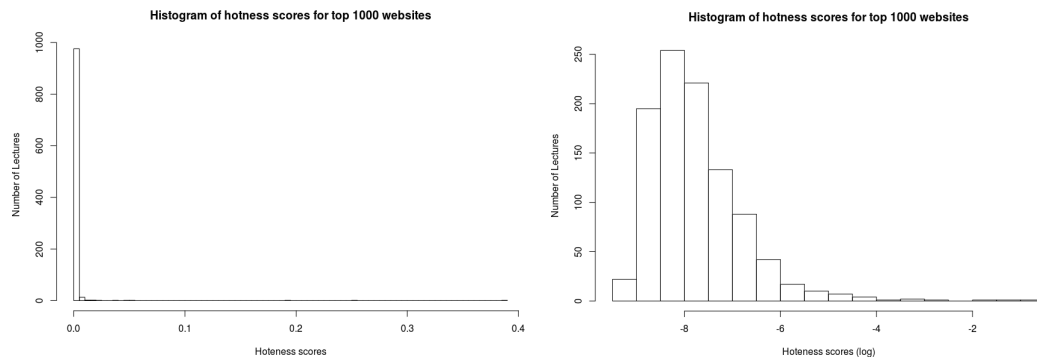 Histogram of hotness scores for top 1000 websites
Number of Lectures
1000
800
600
400
200
0
0.0 0.1 0.2 0.3 0.4
Hoteness scores
Histogram of hotness scores for top 1000 websites
Number of Lectures
250
200
150
100
50
0
-8 -6 -4 -2
Hoteness scores (log)